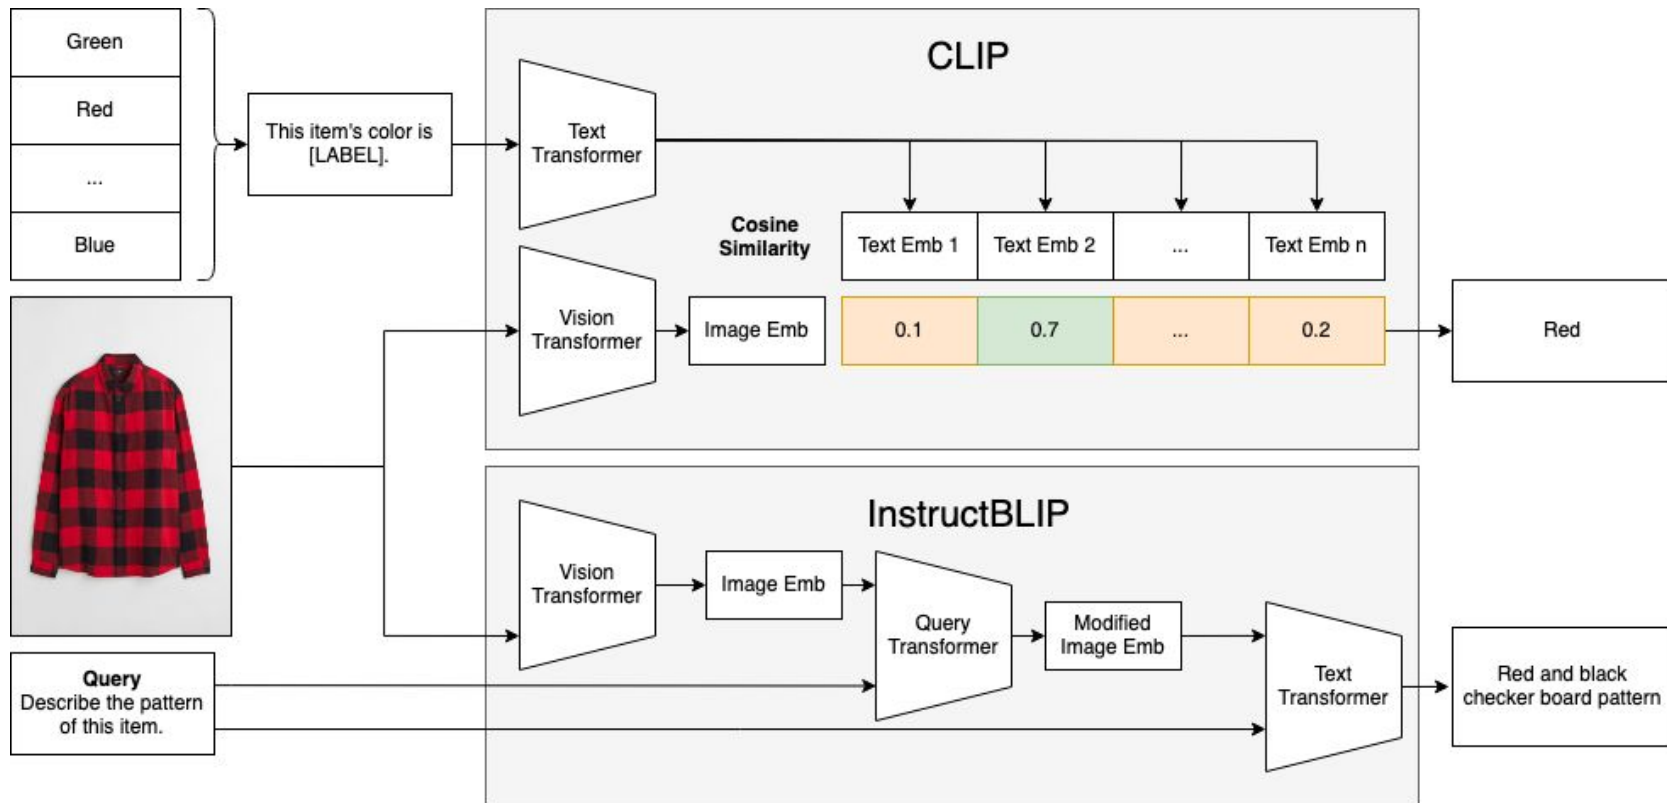 Green
Red
...
Blue
This item's color is
[LABEL].
CLIP
Text
Transformer
Cosine
Similarity
Text Emb 1
Text Emb 2
...
Text Emb n
Vision
Transformer
Image Emb
0.1
0.7
...
0.2
Red
InstructBLIP
Vision
Transformer
Image Emb
Query
Transformer
Modified
Image Emb
Text
Transformer
Query
Describe the pattern
of this item.
Red and black
checker board pattern